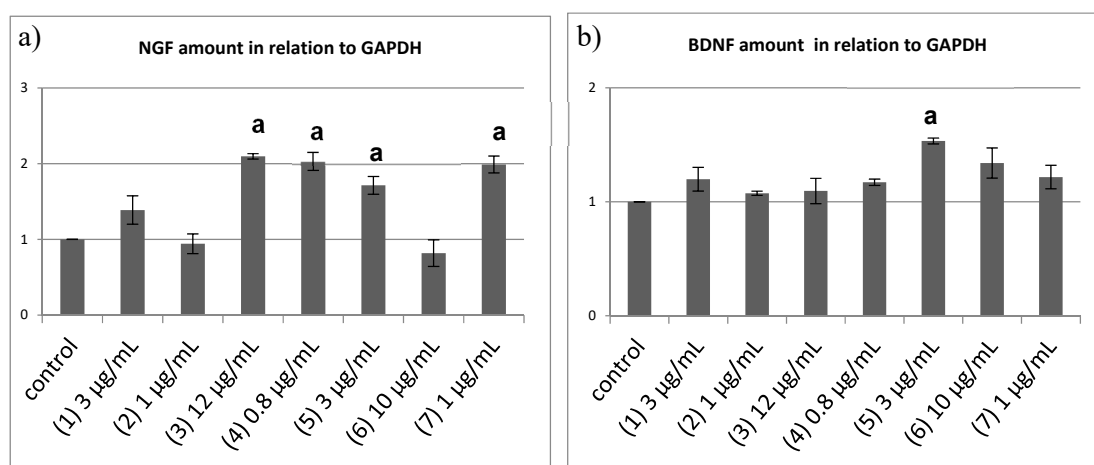 a)
NGF amount in relation to GAPDH
3
2
1
0
a
a
a
a
control
(1) 3 µg/mL
(2) 1 µg/mL
(3) 12 µg/mL
(4) 0.8 µg/mL
(5) 3 µg/mL
(6) 10 µg/mL
(7) 1 µg/mL
b)
BDNF amount in relation to GAPDH
2
1
0
a
control
(1) 3 µg/mL
(2) 1 µg/mL
(3) 12 µg/mL
(4) 0.8 µg/mL
(5) 3 µg/mL
(6) 10 µg/mL
(7) 1 µg/mL